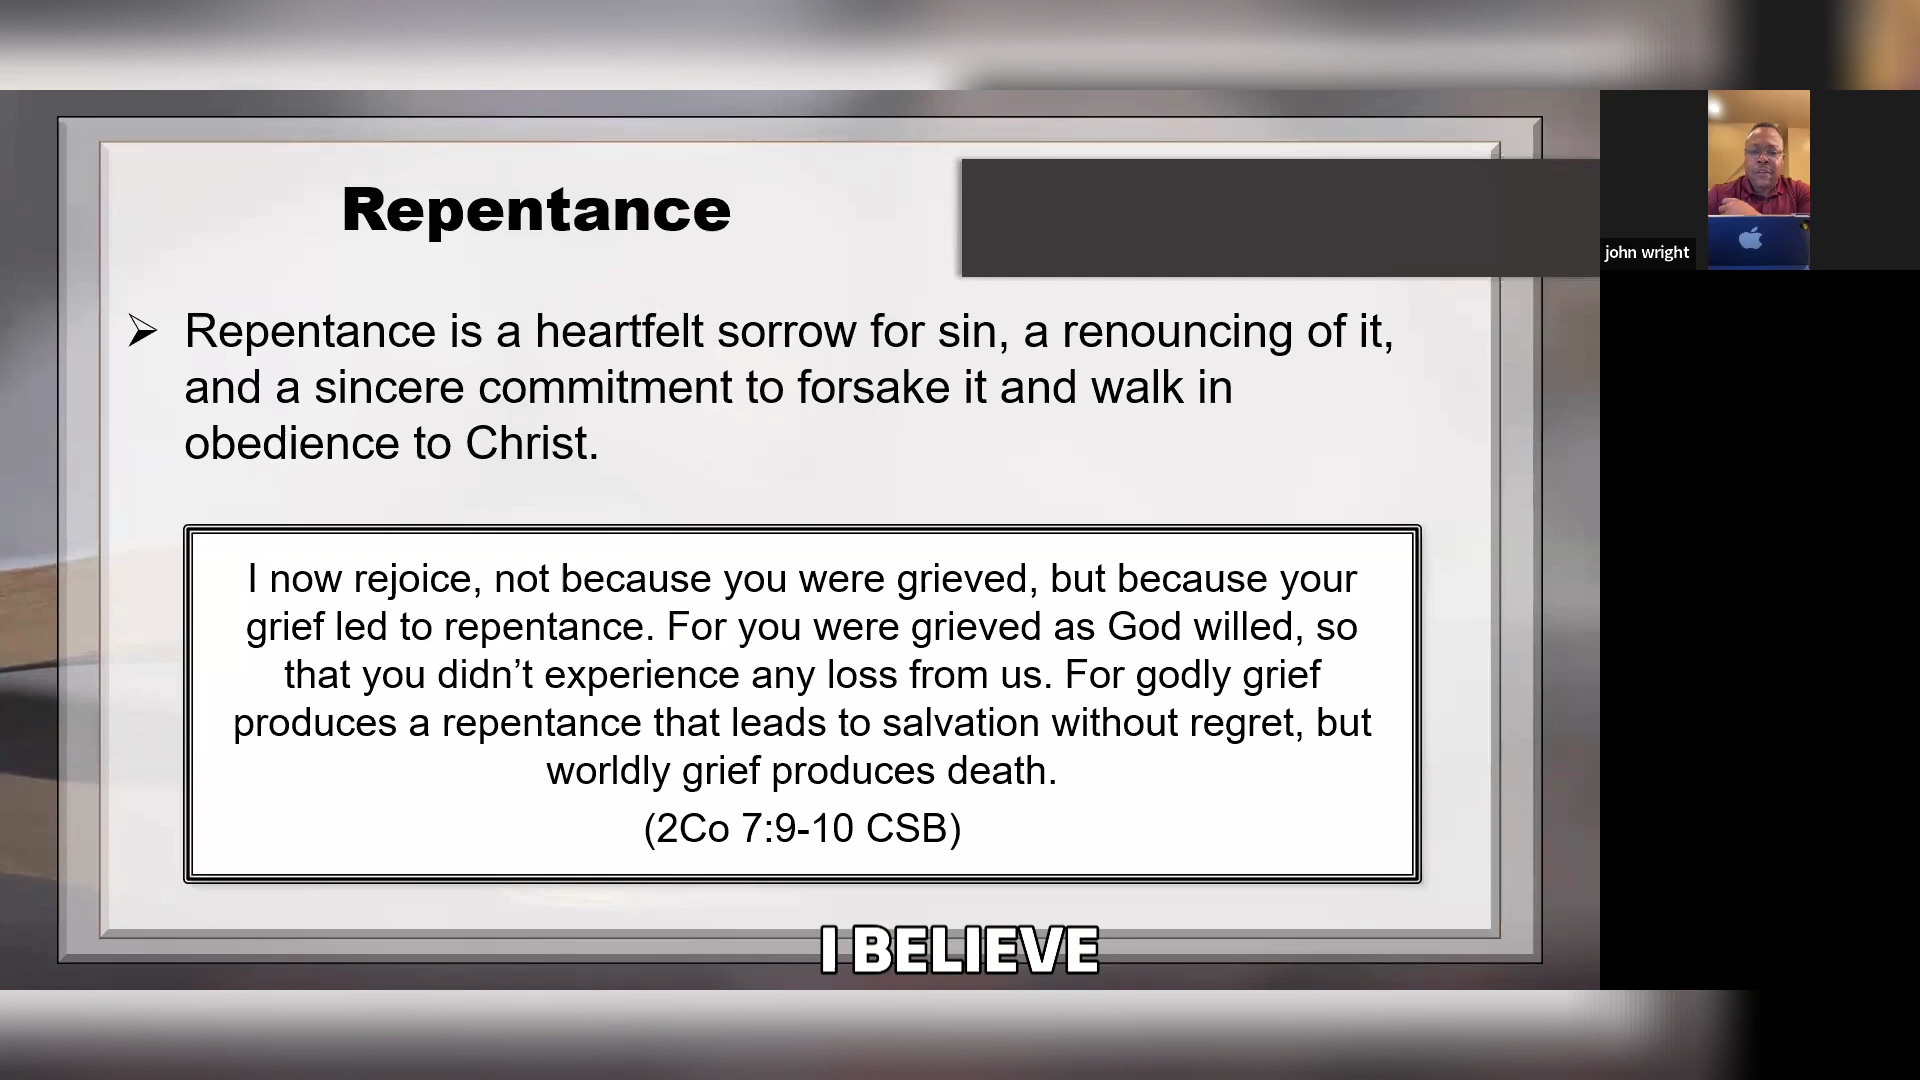 Repentance
john wright
➢ Repentance is a heartfelt sorrow for sin, a renouncing of it,
and a sincere commitment to forsake it and walk in
obedience to Christ.
I now rejoice, not because you were grieved, but because your
grief led to repentance. For you were grieved as God willed, so
that you didn’t experience any loss from us. For godly grief
produces a repentance that leads to salvation without regret, but
worldly grief produces death.
(2Co 7:9-10 CSB)
I BELIEVE